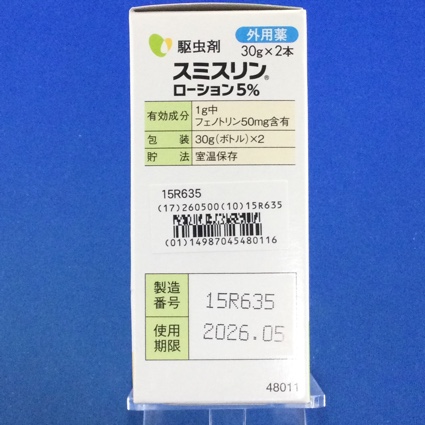 駆虫剤
外用薬
30g×2本
スミスリン®
ローション5%
有効成分 1g中
フェノトリン50mg含有
包装 30g(ボトル)×2
貯法 室温保存
15R635
(17)260500(10)15R635
(01)14987045480116
製造番号 15R635
使用期限 2026.05
48011